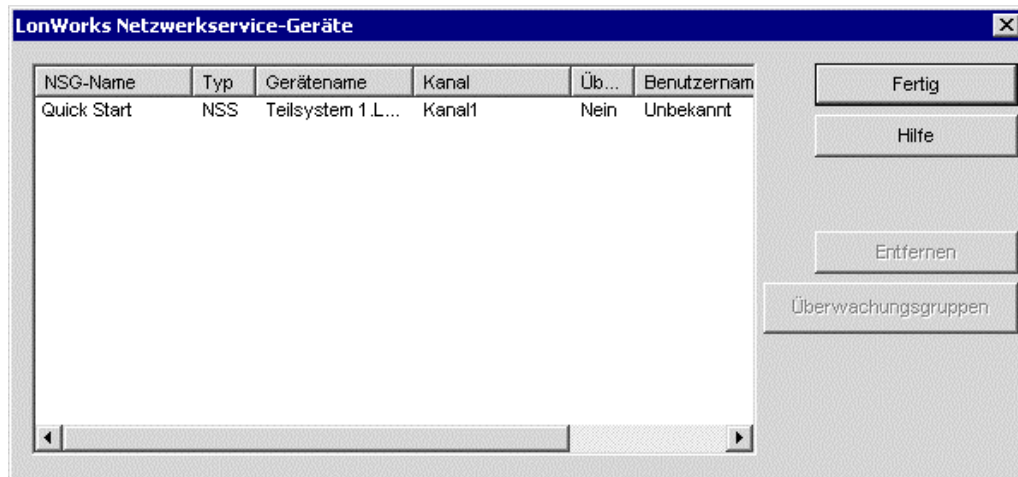 LonWorks Netzwerkservice-Geräte
NSG-Name Typ Gerätename Kanal Üb... Benutzernam
Quick Start NSS Teilsystem 1.L... Kanal1 Nein Unbekannt
Fertig
Hilfe
Entfernen
Überwachungsgruppen